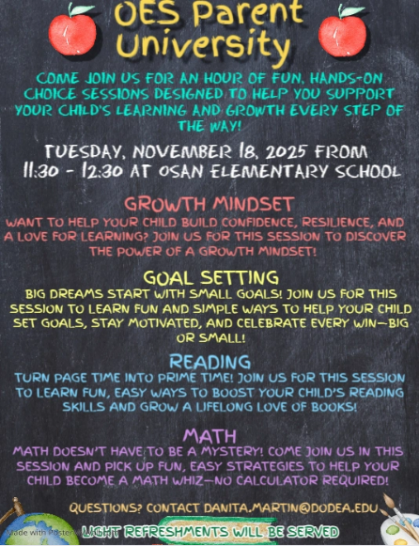 OES Parent
University
COME JOIN US FOR AN HOUR OF FUN, HANDS-ON
CHOICE SESSIONS DESIGNED TO HELP YOU SUPPORT
YOUR CHILD'S LEARNING AND GROWTH EVERY STEP OF
THE WAY!
TUESDAY, NOVEMBER 18, 2025 FROM
11:30 - 12:30 AT OSAN ELEMENTARY SCHOOL
GROWTH MINDSET
WANT TO HELP YOUR CHILD BUILD CONFIDENCE, RESILIENCE, AND
A LOVE FOR LEARNING? JOIN US FOR THIS SESSION TO DISCOVER
THE POWER OF A GROWTH MINDSET!
GOAL SETTING
BIG DREAMS START WITH SMALL GOALS! JOIN US FOR THIS
SESSION TO LEARN FUN AND SIMPLE WAYS TO HELP YOUR CHILD
SET GOALS, STAY MOTIVATED, AND CELEBRATE EVERY WIN—BIG
OR SMALL!
READING
TURN PAGE TIME INTO PRIME TIME! JOIN US FOR THIS SESSION
TO LEARN FUN, EASY WAYS TO BOOST YOUR CHILD'S READING
SKILLS AND GROW A LIFELONG LOVE OF BOOKS!
MATH
MATH DOESN'T HAVE TO BE A MYSTERY! COME JOIN US IN THIS
SESSION AND PICK UP FUN, EASY STRATEGIES TO HELP YOUR
CHILD BECOME A MATH WHIZ—NO CALCULATOR REQUIRED!
QUESTIONS? CONTACT DANITA.MARTIN@DODEA.EDU
LIGHT REFRESHMENTS WILL BE SERVED